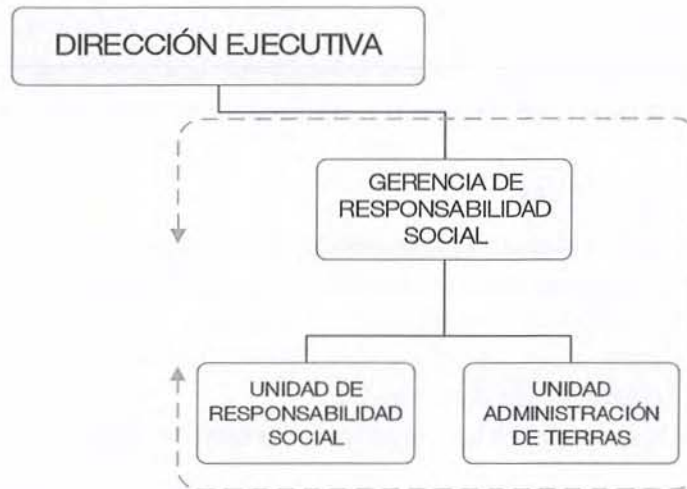 DIRECCIÓN EJECUTIVA
GERENCIA DE
RESPONSABILIDAD
SOCIAL
UNIDAD DE
RESPONSABILIDAD
SOCIAL
UNIDAD
ADMINISTRACIÓN
DE TIERRAS